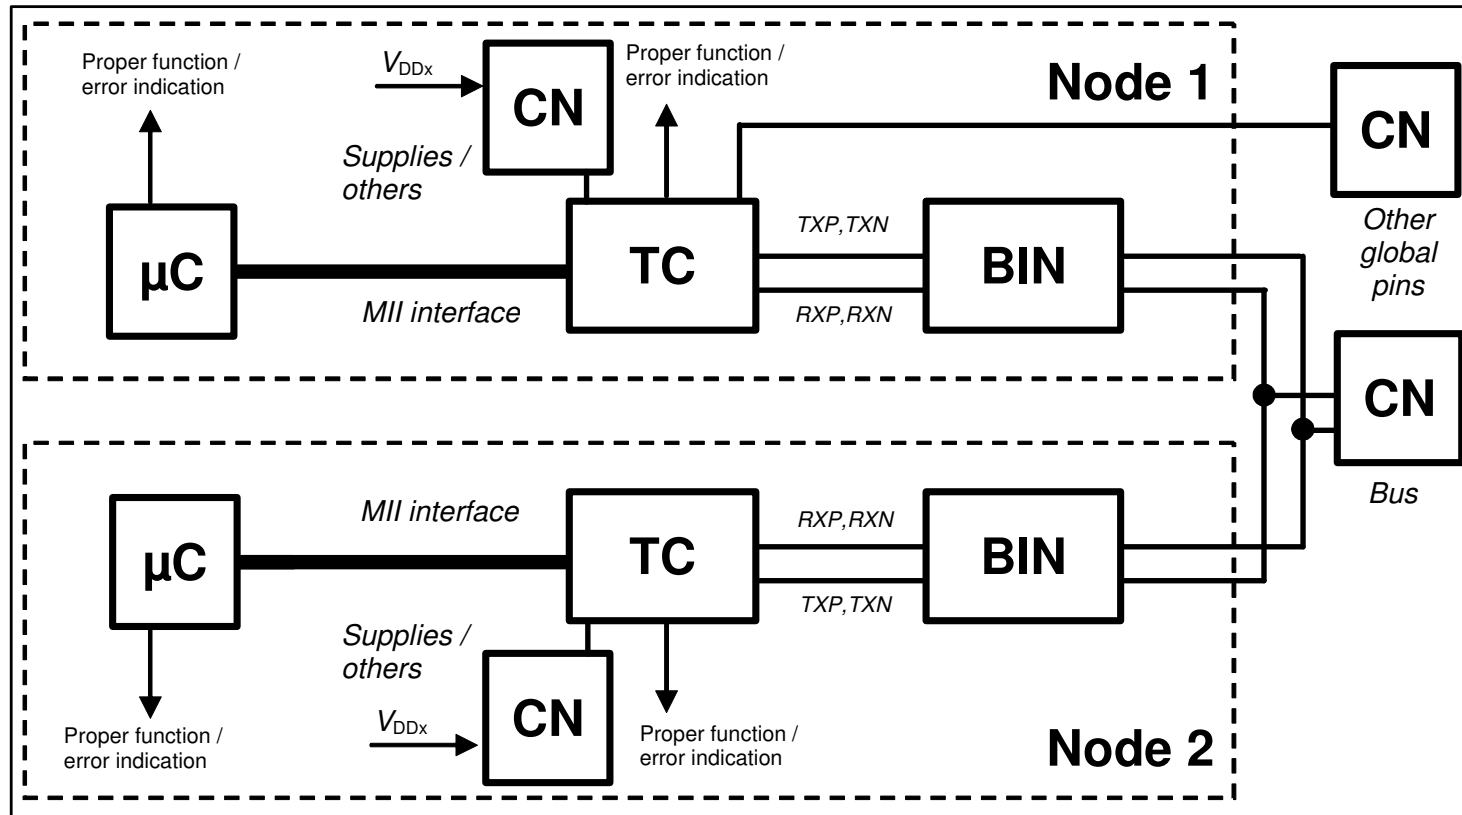 Proper function /
error indication
V_DDx
CN
Proper function /
error indication
Node 1
CN
Supplies /
others
Other
global
pins
µC
MII interface
TC
TXP,TXN
RXP,RXN
BIN
CN
Bus
µC
MII interface
TC
RXP,RXN
TXP,TXN
BIN
Supplies /
others
V_DDx
CN
Proper function /
error indication
Proper function /
error indication
Node 2